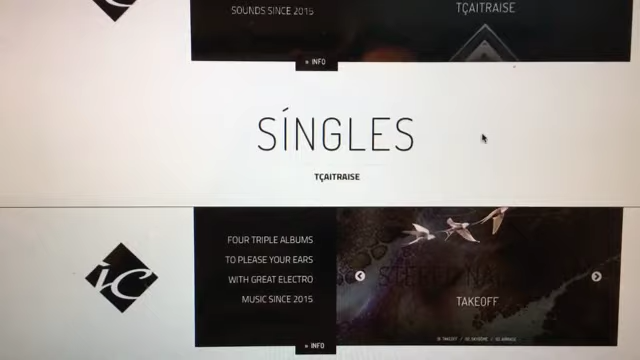 SOUNDS SINCE 2015
TÇAITRAISE
+ INFO
SÍNGLES
TÇAITRAISE
iC
FOUR TRIPLE ALBUMS
TO PLEASE YOUR EARS
WITH GREAT ELECTRO
MUSIC SINCE 2015
TAKEOFF
+ INFO